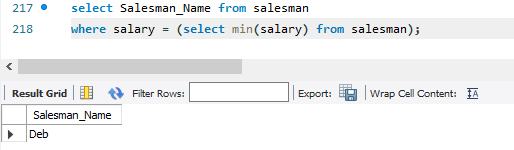 217 select Salesman_Name from salesman
218 where salary = (select min(salary) from salesman);
Result Grid Filter Rows: Export: Wrap Cell Content: IA
Salesman_Name
Deb